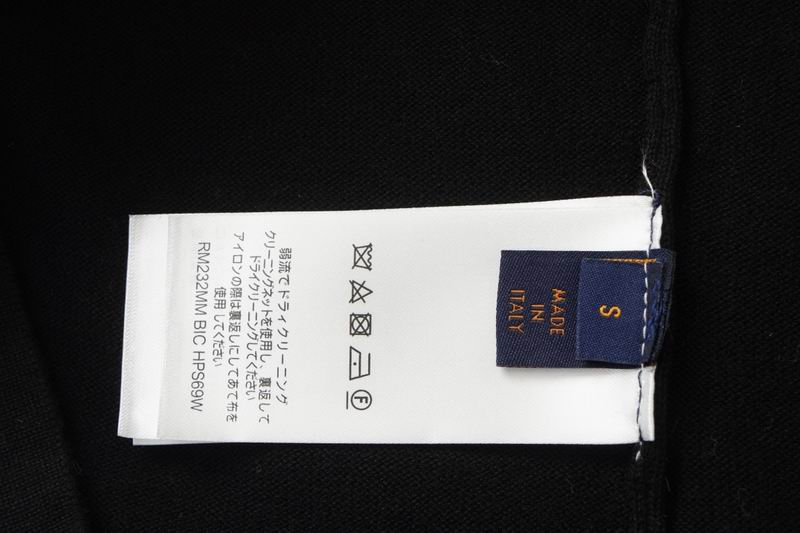 S
MADE
IN
ITALY
弱流でドライクリーニング
クリーニングネットを使用し、裏返して
ドライクリーニングしてください
アイロンの際は裏返しにしてあて布を
使用してください
RM232MM BIC HPS69W